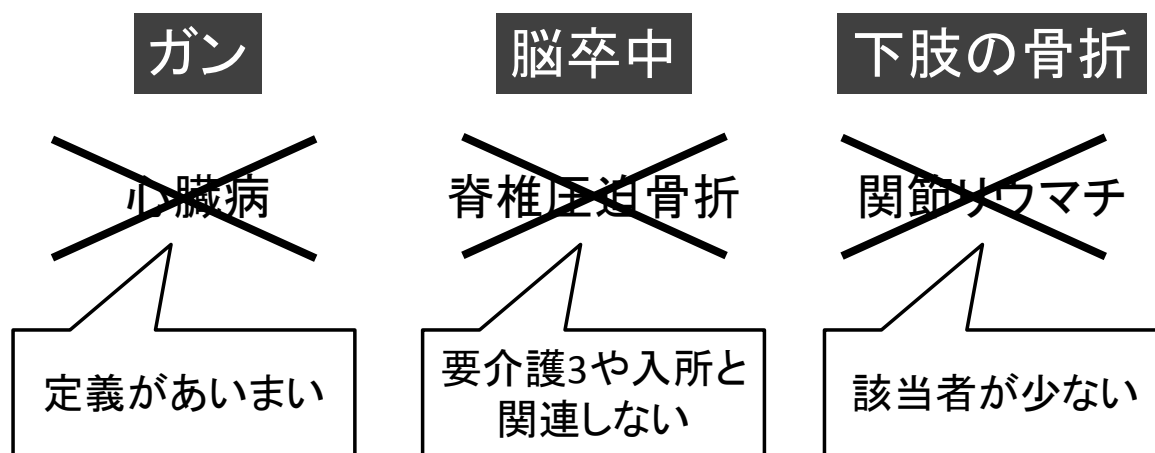 ガン
脳卒中
下肢の骨折
心臓病
脊椎圧迫骨折
関節リウマチ
定義があいまい
要介護3や入所と
関連しない
該当者が少ない